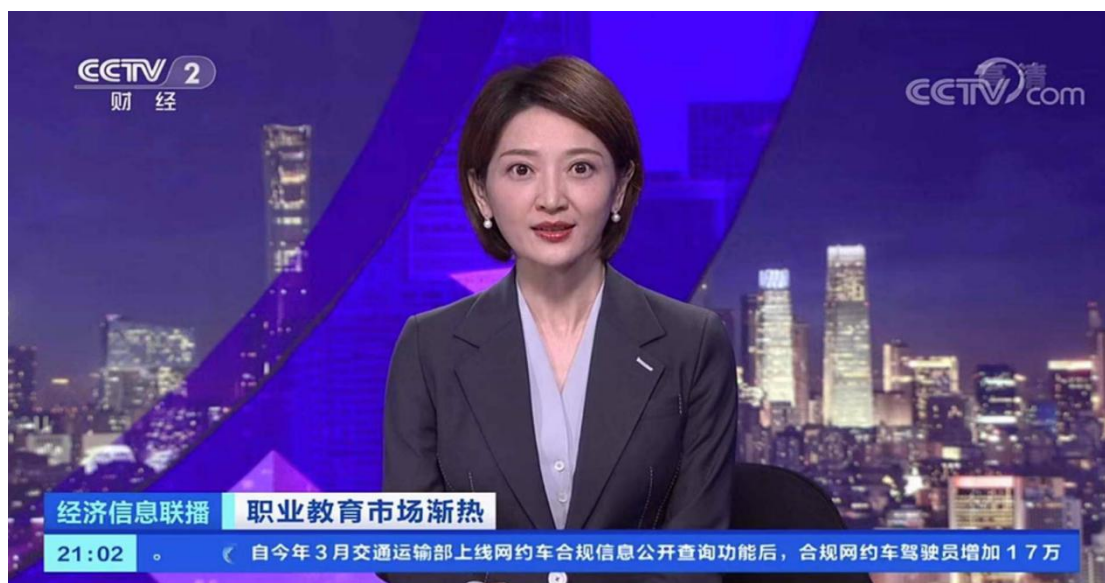 CCTV 2
财经
高清
CCTV com
经济信息联播 职业教育市场渐热
21:02 。 自今年3月交通运输部上线网约车合规信息公开查询功能后，合规网约车驾驶员增加17万